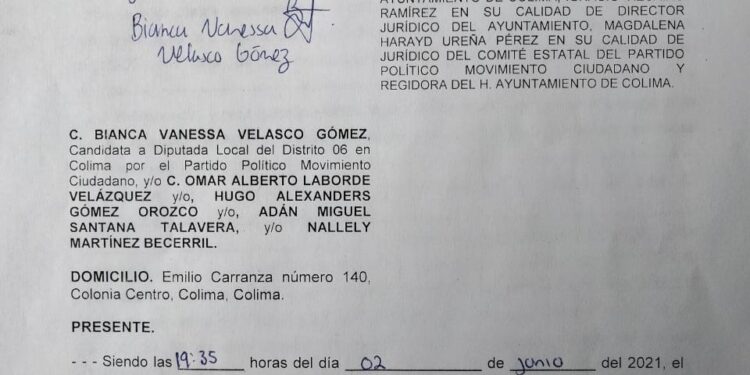 RAMÍREZ EN SU CALIDAD DE DIRECTOR
JURÍDICO DEL AYUNTAMIENTO, MAGDALENA
HARAYD UREÑA PÉREZ EN SU CALIDAD DE
JURÍDICO DEL COMITÉ ESTATAL DEL PARTIDO
POLÍTICO MOVIMIENTO CIUDADANO Y
REGIDORA DEL H. AYUNTAMIENTO DE COLIMA.
Bianca Vanessa
Velasco Gómez
C. BIANCA VANESSA VELASCO GÓMEZ,
Candidata a Diputada Local del Distrito 06 en
Colima por el Partido Político Movimiento
Ciudadano, y/o C. OMAR ALBERTO LABORDE
VELÁZQUEZ y/o, HUGO ALEXANDERS
GÓMEZ OROZCO y/o, ADÁN MIGUEL
SANTANA TALAVERA, y/o NALLELY
MARTÍNEZ BECERRIL.
DOMICILIO. Emilio Carranza número 140,
Colonia Centro, Colima, Colima.
PRESENTE.
- - - Siendo las 19:35 horas del día 02 de junio del 2021, el